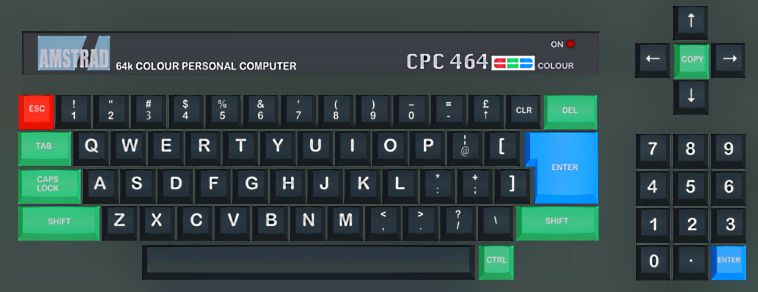 AMSTRAD 64k COLOUR PERSONAL COMPUTER CPC 464 ON COLOUR
↑
← COPY →
↓
ESC ! 1 " 2 # 3 $ 4 % 5 & 6 ' 7 ( 8 ) 9 _ 0 = - £ ↑ CLR DEL
TAB Q W E R T Y U I O P ¦ @ [ ENTER
CAPS LOCK A S D F G H J K L * : + ; ]
SHIFT Z X C V B N M < , > . ? / \ SHIFT
CTRL
7 8 9
4 5 6
1 2 3
0 . ENTER